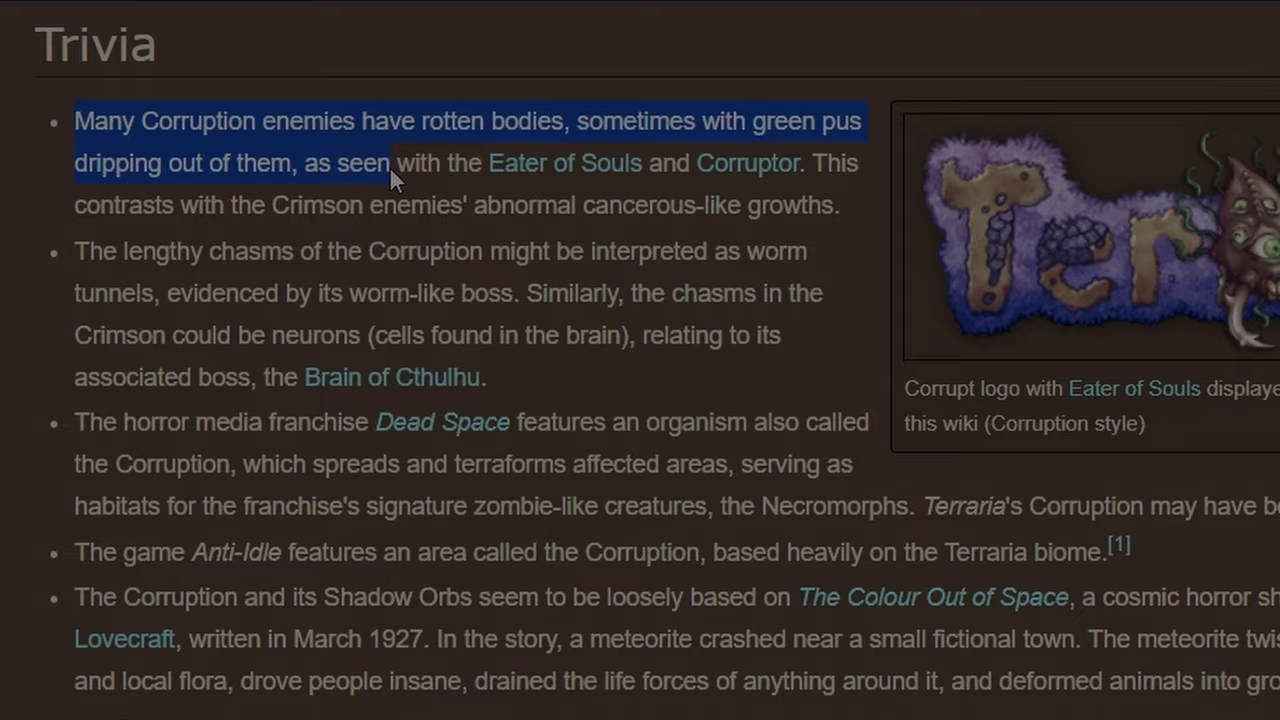 Trivia
Many Corruption enemies have rotten bodies, sometimes with green pus
dripping out of them, as seen with the Eater of Souls and Corruptor. This
contrasts with the Crimson enemies' abnormal cancerous-like growths.
The lengthy chasms of the Corruption might be interpreted as worm
tunnels, evidenced by its worm-like boss. Similarly, the chasms in the
Crimson could be neurons (cells found in the brain), relating to its
associated boss, the Brain of Cthulhu.
The horror media franchise Dead Space features an organism also called
the Corruption, which spreads and terraforms affected areas, serving as
habitats for the franchise's signature zombie-like creatures, the Necromorphs. Terraria's Corruption may have
The game Anti-Idle features an area called the Corruption, based heavily on the Terraria biome.[1]
The Corruption and its Shadow Orbs seem to be loosely based on The Colour Out of Space, a cosmic horror
Lovecraft, written in March 1927. In the story, a meteorite crashed near a small fictional town. The meteorite
and local flora, drove people insane, drained the life forces of anything around it, and deformed animals into
Ter
Corrupt logo with Eater of Souls
this wiki (Corruption style)